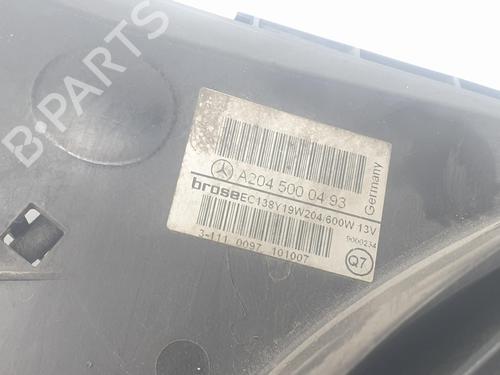 B-PARTS
A204 500 04 93
Germany
brose EC138Y19W204/600W 13V
9000234
3-111 0097 101007
Q7